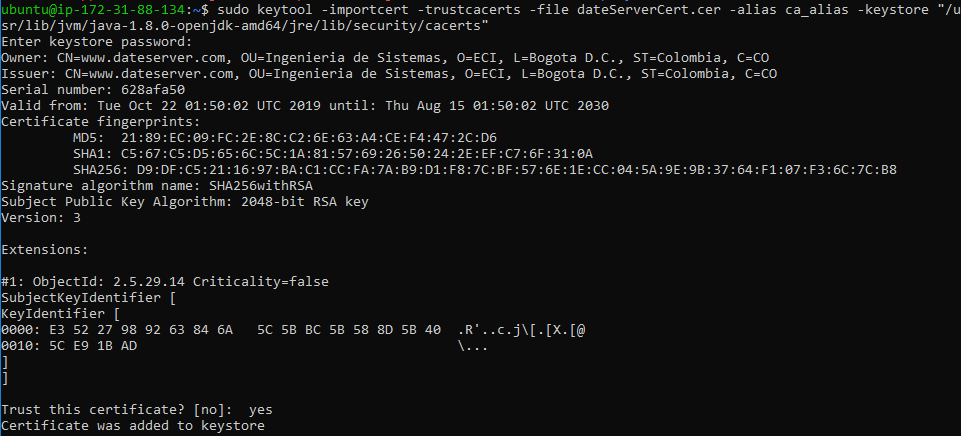 ubuntu@ip-172-31-88-134:~$ sudo keytool -importcert -trustcacerts -file dateServerCert.cer -alias ca_alias -keystore "/u
sr/lib/jvm/java-1.8.0-openjdk-amd64/jre/lib/security/cacerts"
Enter keystore password:
Owner: CN=www.dateserver.com, OU=Ingenieria de Sistemas, O=ECI, L=Bogota D.C., ST=Colombia, C=CO
Issuer: CN=www.dateserver.com, OU=Ingenieria de Sistemas, O=ECI, L=Bogota D.C., ST=Colombia, C=CO
Serial number: 628afa50
Valid from: Tue Oct 22 01:50:02 UTC 2019 until: Thu Aug 15 01:50:02 UTC 2030
Certificate fingerprints:
         MD5:  21:89:EC:09:FC:2E:8C:C2:6E:63:A4:CE:F4:47:2C:D6
         SHA1: C5:67:C5:D5:65:6C:5C:1A:81:57:69:26:50:24:2E:EF:C7:6F:31:0A
         SHA256: D9:DF:C5:21:16:97:BA:C1:CC:FA:7A:B9:D1:F8:7C:BF:57:6E:1E:CC:04:5A:9E:9B:37:64:F1:07:F3:6C:7C:B8
Signature algorithm name: SHA256withRSA
Subject Public Key Algorithm: 2048-bit RSA key
Version: 3

Extensions:

#1: ObjectId: 2.5.29.14 Criticality=false
SubjectKeyIdentifier [
KeyIdentifier [
0000: E3 52 27 98 92 63 84 6A   5C 5B BC 5B 58 8D 5B 40  .R'..c.j\[.[X.[@
0010: 5C E9 1B AD                                        \...
]
]

Trust this certificate? [no]:  yes
Certificate was added to keystore